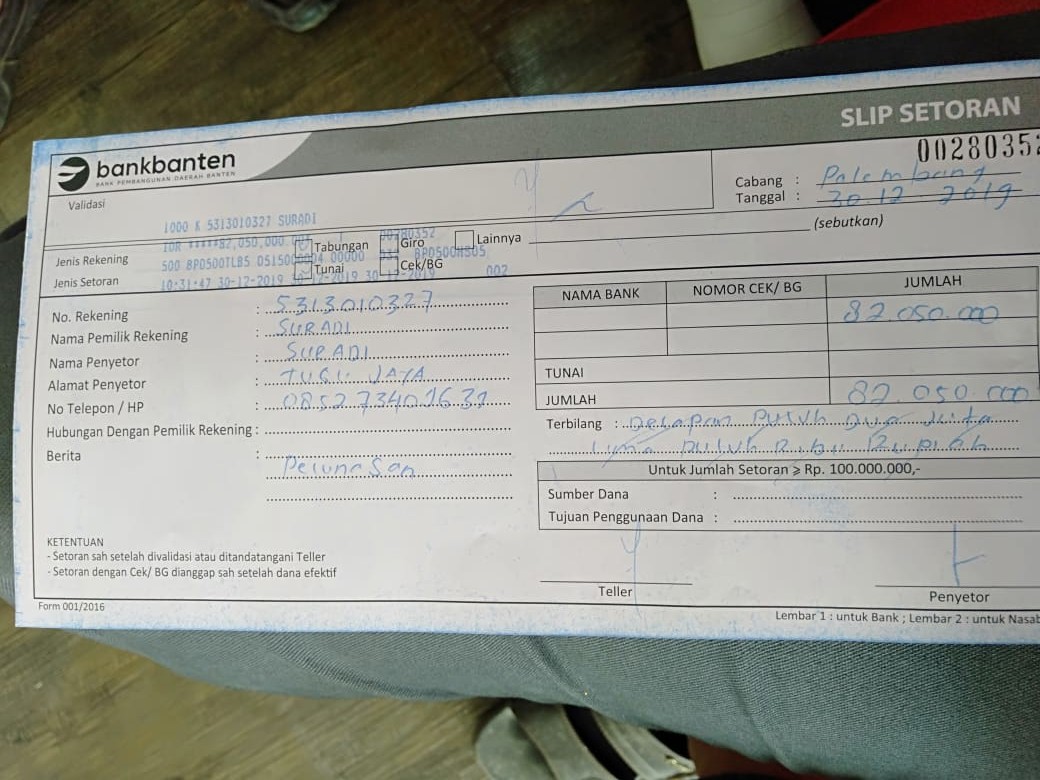 SLIP SETORAN
bankbanten
BANK PEMBANGUNAN DAERAH BANTEN
0028035
Cabang : Palembang
Tanggal : 30.12 - 2019
Validasi
1000 K 5313010327 SURADI
IDR *****82,050,000.00
00280352
(sebutkan)
Jenis Rekening
Tabungan
Giro
Lainnya
500 BP0500TLB5
00000
Jenis Setoran
Tunai
Cek/BG
10:31:47 30-12-2019 30-12-2019 30-12-2019
002
No. Rekening : 5313010327
Nama Pemilik Rekening : SURADI
Nama Penyetor : SURADI
Alamat Penyetor : TUGU JAYA
No Telepon / HP :
Hubungan Dengan Pemilik Rekening :
Berita : Pelunasan
NAMA BANK NOMOR CEK/ BG JUMLAH
82.050.000
TUNAI
JUMLAH 82.050.000
Terbilang : Delapan Puluh Dua Juta
Lima puluh Ribu Rupiah
Untuk Jumlah Setoran ⩾ Rp. 100.000.000,-
Sumber Dana :
Tujuan Penggunaan Dana :
KETENTUAN
- Setoran sah setelah divalidasi atau ditandatangani Teller
- Setoran dengan Cek/ BG dianggap sah setelah dana efektif
Teller
Penyetor
Form 001/2016
Lembar 1 : untuk Bank ; Lembar 2 : untuk Nasab